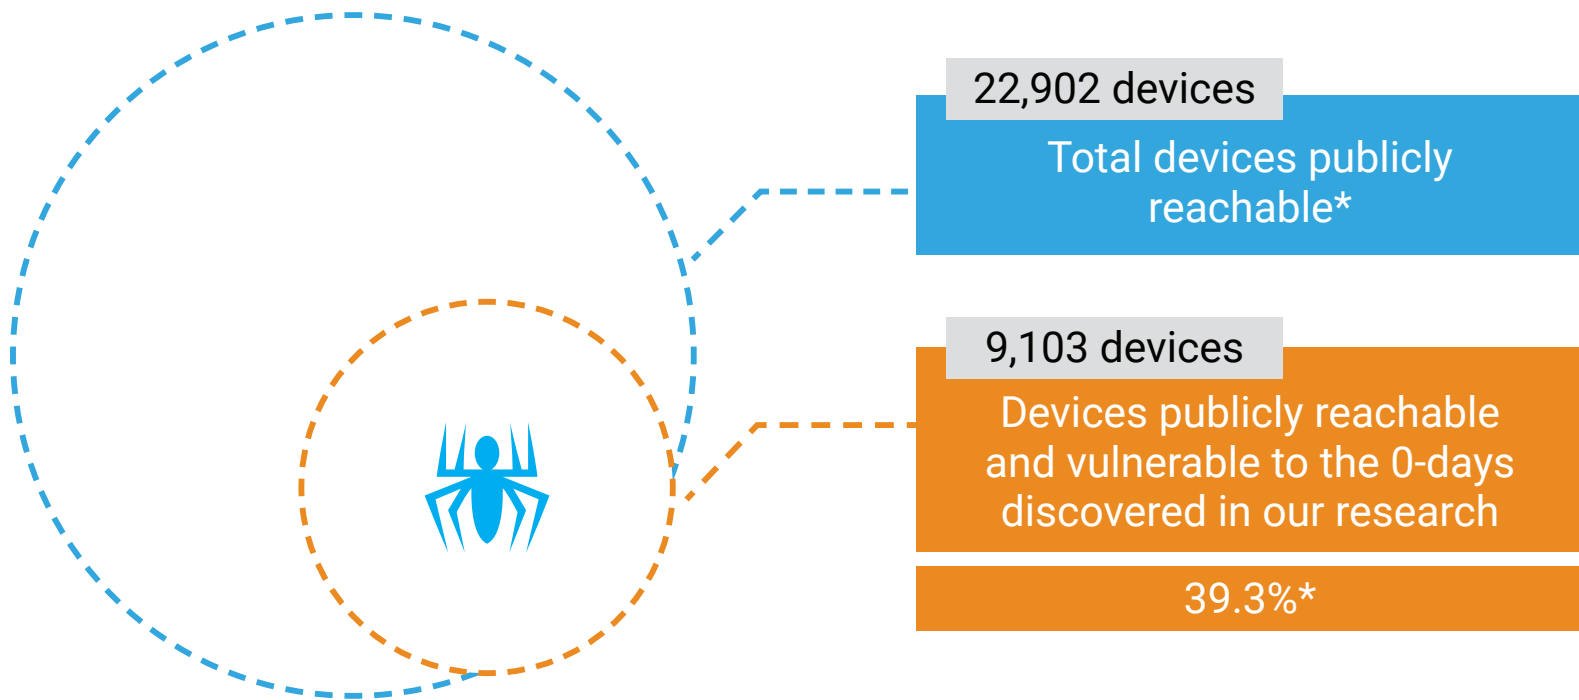 22,902 devices
Total devices publicly
reachable*
9,103 devices
Devices publicly reachable
and vulnerable to the 0-days
discovered in our research
39.3%*